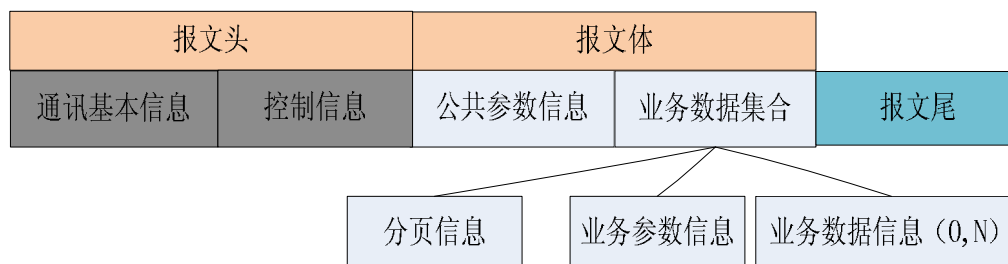 报文头
报文体
通讯基本信息
控制信息
公共参数信息
业务数据集合
报文尾
分页信息
业务参数信息
业务数据信息（0,N）